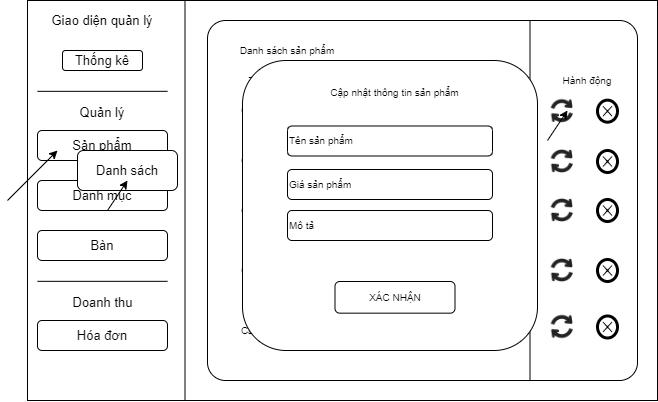 Giao diện quản lý
Thống kê
Quản lý
Sản phẩm
Danh sách
Danh mục
Bàn
Doanh thu
Hóa đơn
Danh sách sản phẩm
Hành động
Cập nhật thông tin sản phẩm
Tên sản phẩm
Giá sản phẩm
Mô tả
XÁC NHẬN